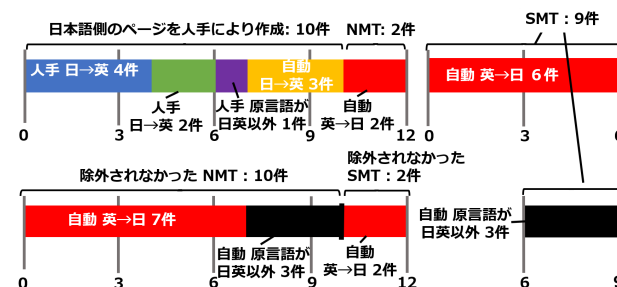 日本語側のページを人手により作成: 10件
NMT: 2件
SMT：9件
人手 日→英 4件
自動
日→英 3件
自動 英→日 ６件
人手
日→英 2件
人手 原言語が
日英以外 1件
自動
英→日 2件
0 3 6 9 12 0 3 6
除外されなかった NMT：10件
除外されなかった
SMT：2件
自動 英→日 7件
自動 原言語が
日英以外 3件
自動
英→日 2件
自動 原言語が
日英以外 3件
0 3 6 9 12 6 9